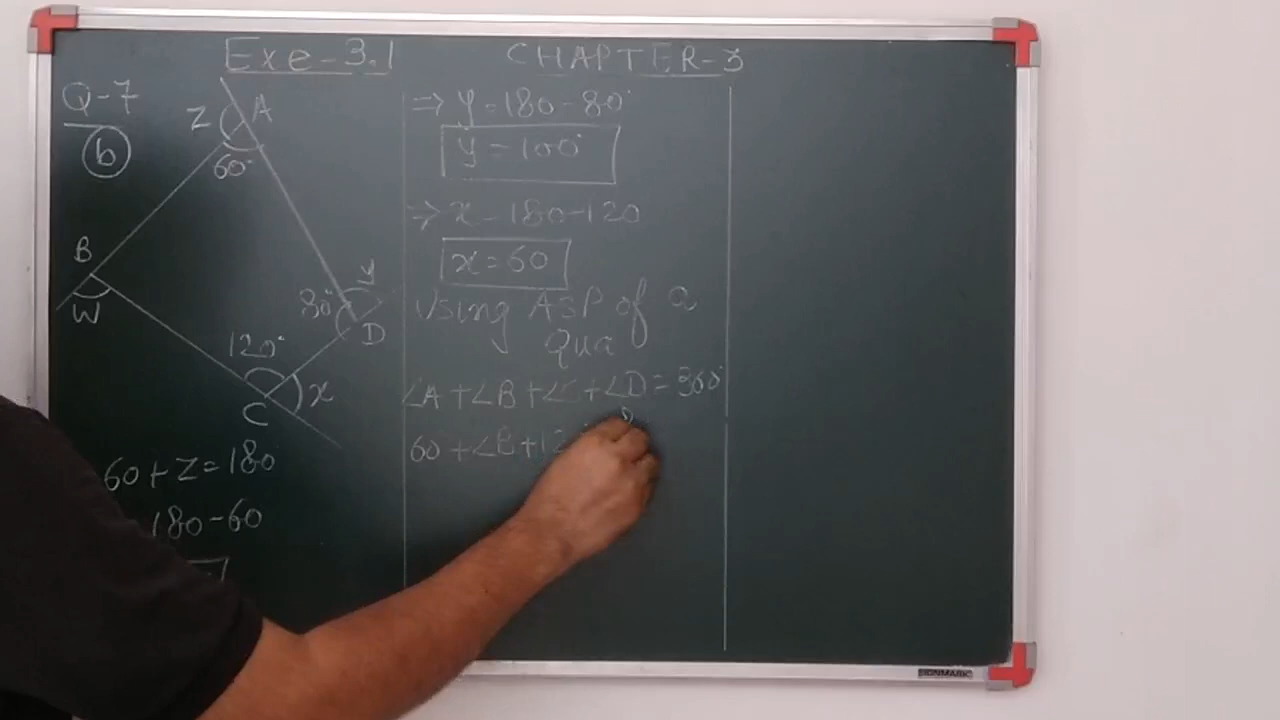 Exe-3.1
CHAPTER-3
Q-7
b
Z
A
60°
B
W
80°
y
D
120°
C
x
60+Z=180
180-60
⇒ y=180-80°
y=100°
⇒ x=180-120
x=60
Using ASP of a
Qua
∠A+∠B+∠C+∠D=360°
60+∠B+12
SIGNMARK